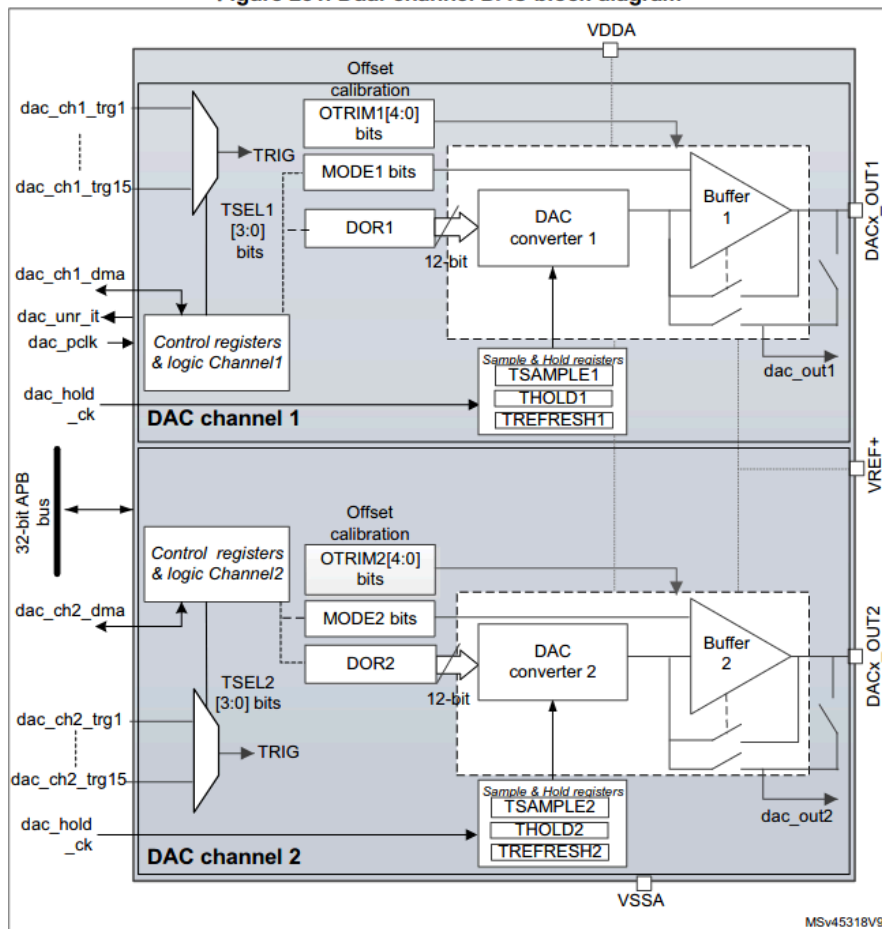 VDDA
Offset
calibration
dac_ch1_trg1
OTRIM1[4:0]
bits
TRIG
MODE1 bits
dac_ch1_trg15
TSEL1
[3:0]
bits
DOR1
12-bit
DAC
converter 1
Buffer
1
DACx_OUT1
dac_ch1_dma
dac_unr_it
dac_pclk
Control registers
& logic Channel1
Sample & Hold registers
TSAMPLE1
THOLD1
TREFRESH1
dac_out1
dac_hold
_ck
DAC channel 1
VREF+
32-bit APB
bus
Offset
calibration
Control registers
& logic Channel2
OTRIM2[4:0]
bits
dac_ch2_dma
MODE2 bits
DOR2
12-bit
DAC
converter 2
Buffer
2
DACx_OUT2
TSEL2
[3:0] bits
dac_ch2_trg1
TRIG
dac_ch2_trg15
Sample & Hold registers
TSAMPLE2
THOLD2
TREFRESH2
dac_out2
dac_hold
_ck
DAC channel 2
VSSA
MSv45318V9